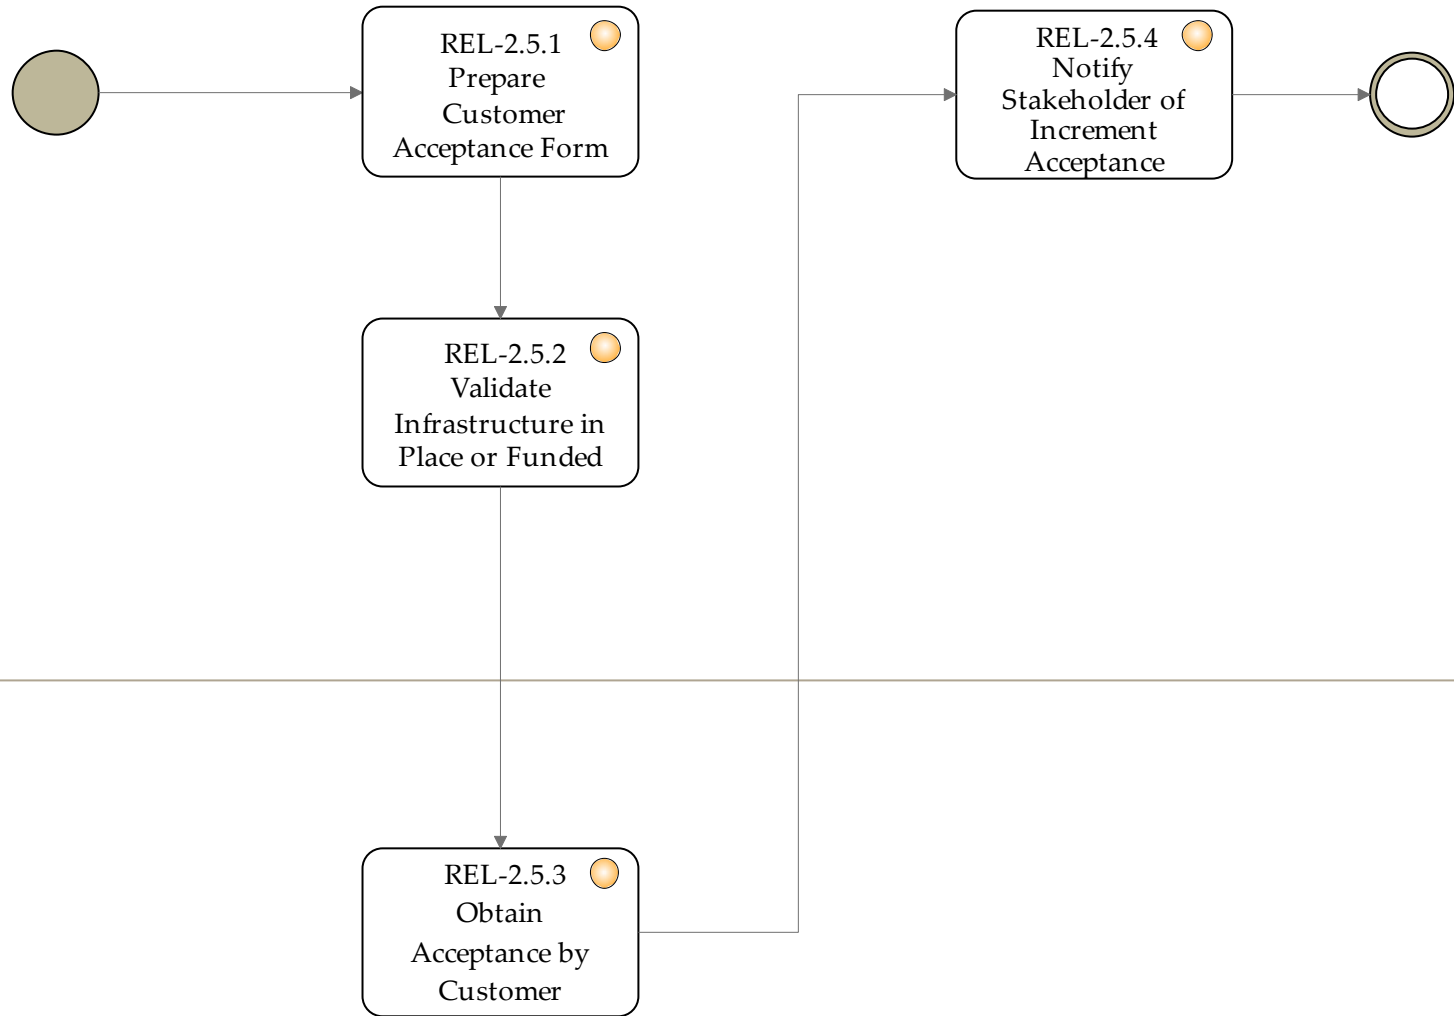 REL-2.5.1
Prepare
Customer
Acceptance Form
REL-2.5.2
Validate
Infrastructure in
Place or Funded
REL-2.5.3
Obtain
Acceptance by
Customer
REL-2.5.4
Notify
Stakeholder of
Increment
Acceptance